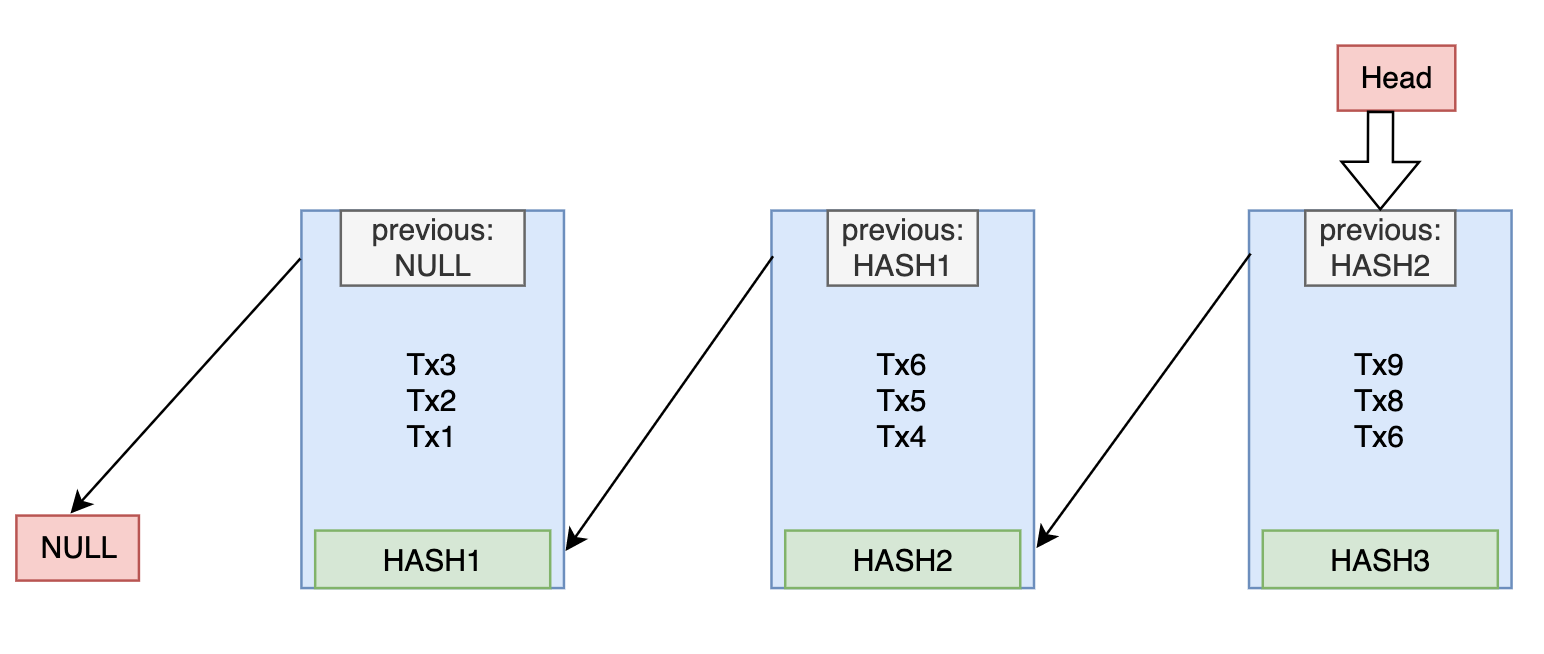 Head
previous:
NULL
Tx3
Tx2
Tx1
HASH1
previous:
HASH1
Tx6
Tx5
Tx4
HASH2
previous:
HASH2
Tx9
Tx8
Tx6
HASH3
NULL